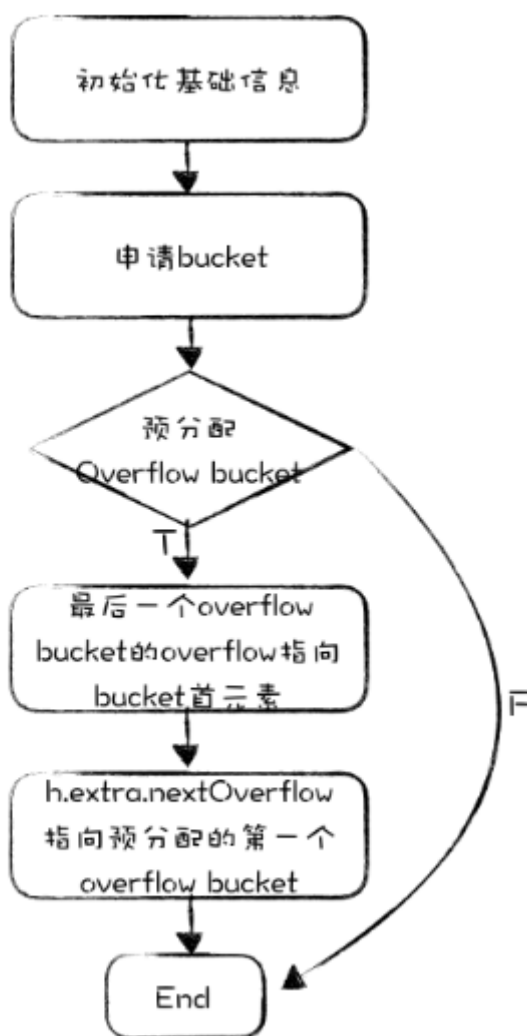 初始化基础信息
申请bucket
预分配
Overflow bucket
T
最后一个overflow
bucket的overflow指向
bucket首元素
F
h.extra.nextOverflow
指向预分配的第一个
overflow bucket
End